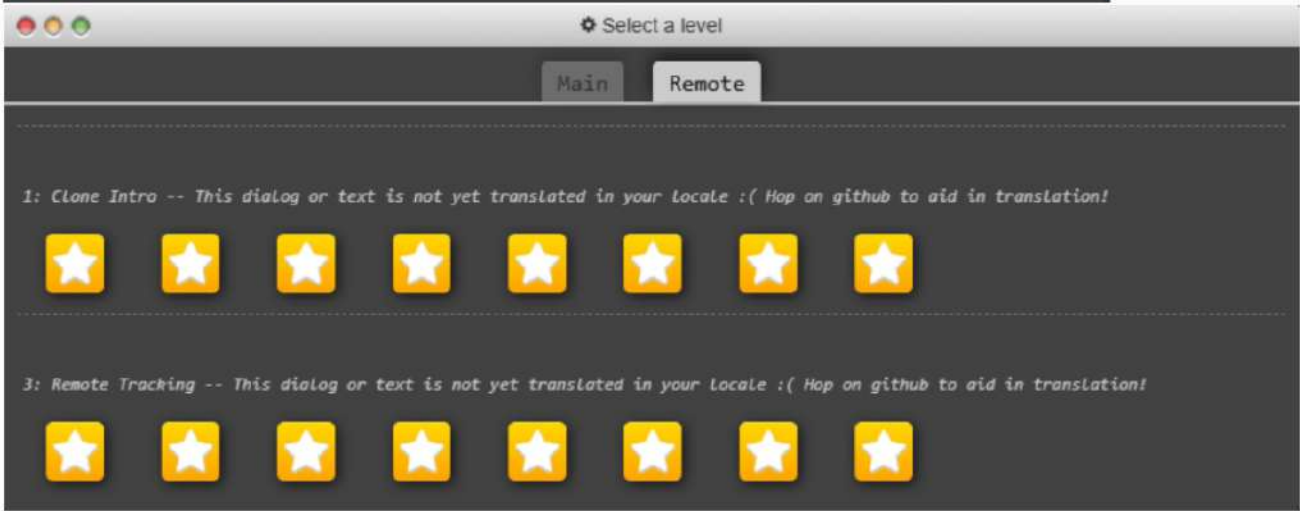 Select a level
Main Remote
1: Clone Intro -- This dialog or text is not yet translated in your locale :( Hop on github to aid in translation!
3: Remote Tracking -- This dialog or text is not yet translated in your locale :( Hop on github to aid in translation!